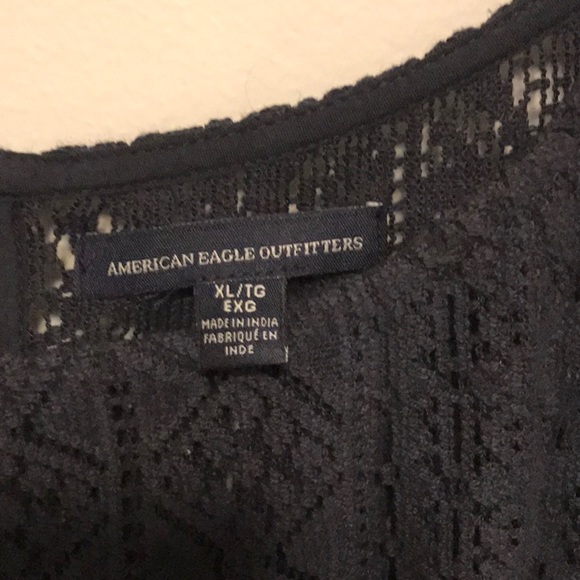 AMERICAN EAGLE OUTFITTERS
XL/TG
EXG
MADE IN INDIA
FABRIQUÉ EN
INDE